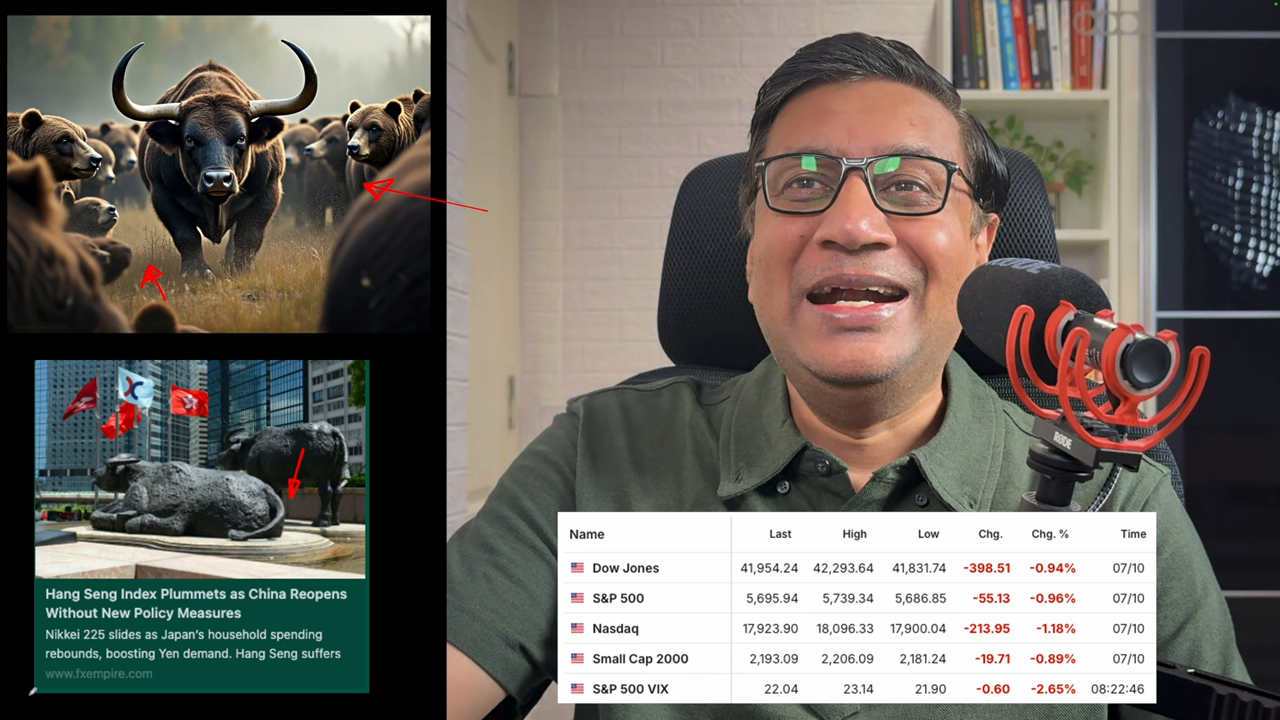 Hang Seng Index Plummets as China Reopens
Without New Policy Measures
Nikkei 225 slides as Japan's household spending
rebounds, boosting Yen demand. Hang Seng suffers
www.fxempire.com
RODE
RODE
Name Last High Low Chg. Chg. % Time
Dow Jones 41,954.24 42,293.64 41,831.74 -398.51 -0.94% 07/10
S&P 500 5,695.94 5,739.34 5,686.85 -55.13 -0.96% 07/10
Nasdaq 17,923.90 18,096.33 17,900.04 -213.95 -1.18% 07/10
Small Cap 2000 2,193.09 2,206.09 2,181.24 -19.71 -0.89% 07/10
S&P 500 VIX 22.04 23.14 21.90 -0.60 -2.65% 08:22:46